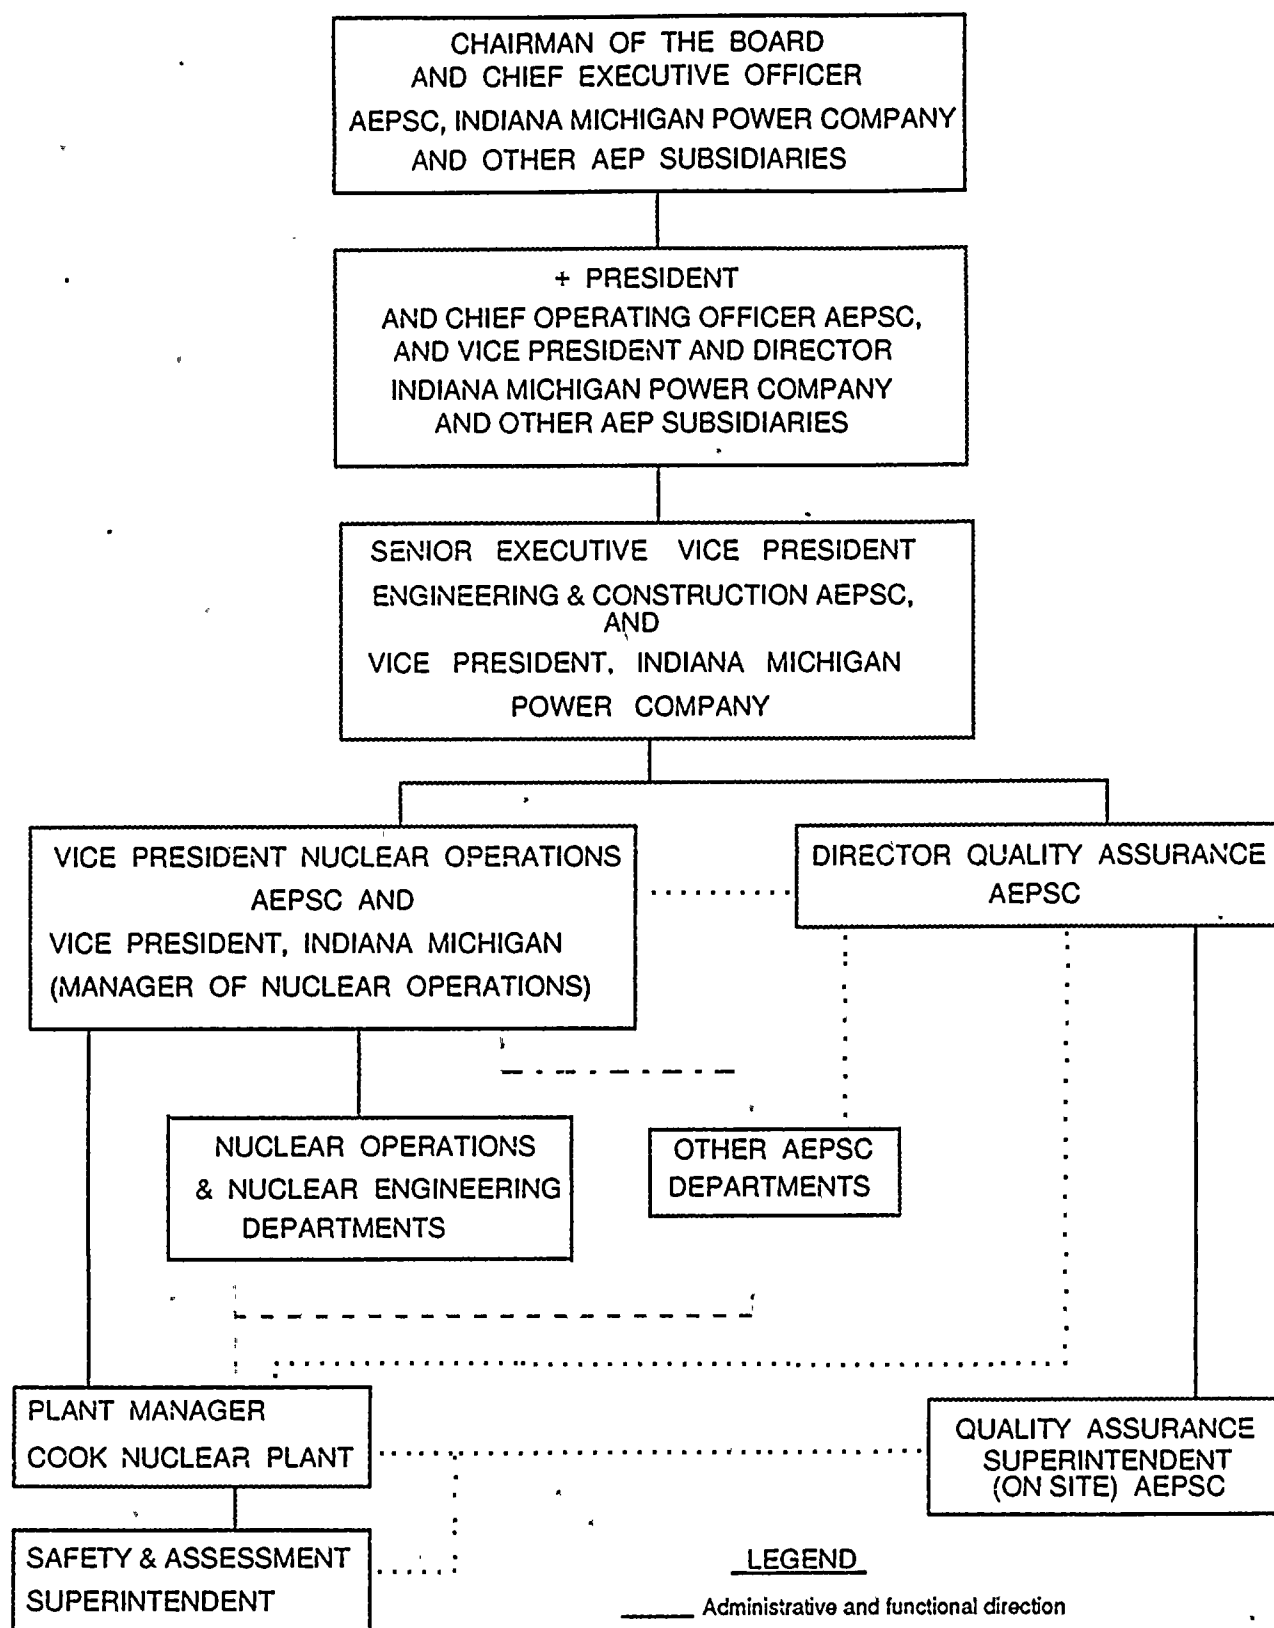 CHAIRMAN OF THE BOARD
AND CHIEF EXECUTIVE OFFICER
AEPSC, INDIANA MICHIGAN POWER COMPANY
AND OTHER AEP SUBSIDIARIES
+ PRESIDENT
AND CHIEF OPERATING OFFICER AEPSC,
AND VICE PRESIDENT AND DIRECTOR
INDIANA MICHIGAN POWER COMPANY
AND OTHER AEP SUBSIDIARIES
SENIOR EXECUTIVE VICE PRESIDENT
ENGINEERING & CONSTRUCTION AEPSC,
AND
VICE PRESIDENT, INDIANA MICHIGAN
POWER COMPANY
VICE PRESIDENT NUCLEAR OPERATIONS
AEPSC AND
VICE PRESIDENT, INDIANA MICHIGAN
(MANAGER OF NUCLEAR OPERATIONS)
DIRECTOR QUALITY ASSURANCE
AEPSC
NUCLEAR OPERATIONS
& NUCLEAR ENGINEERING
DEPARTMENTS
OTHER AEPSC
DEPARTMENTS
PLANT MANAGER
COOK NUCLEAR PLANT
QUALITY ASSURANCE
SUPERINTENDENT
(ON SITE) AEPSC
SAFETY & ASSESSMENT
SUPERINTENDENT
LEGEND
Administrative and functional direction